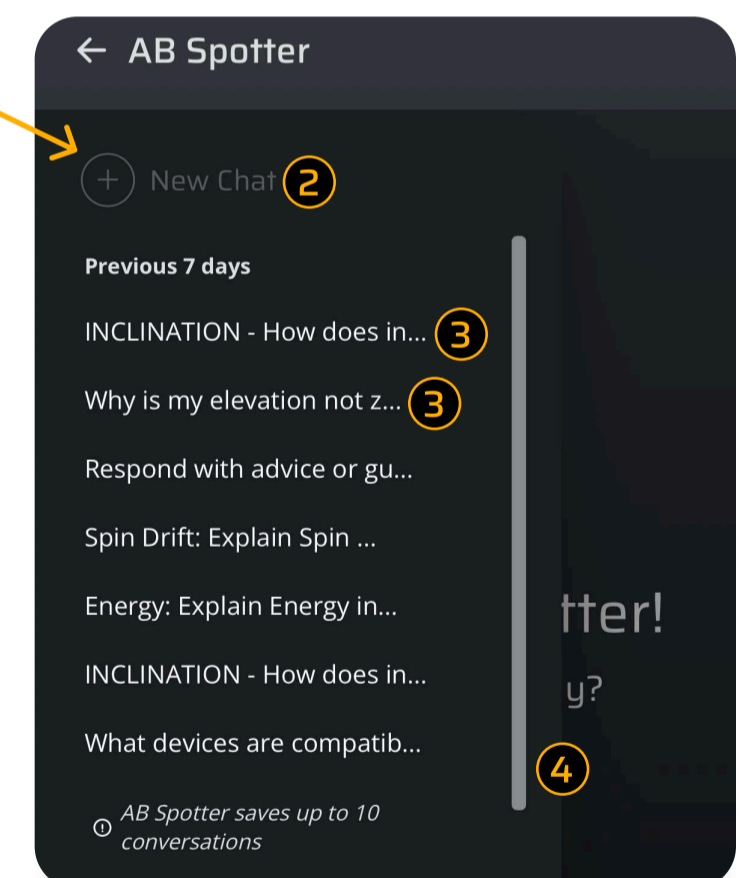 ← AB Spotter
+ New Chat 2
Previous 7 days
INCLINATION - How does in... 3
Why is my elevation not z... 3
Respond with advice or gu...
Spin Drift: Explain Spin ...
Energy: Explain Energy in...
tter!
INCLINATION - How does in...
y?
What devices are compatib...
4
AB Spotter saves up to 10
conversations